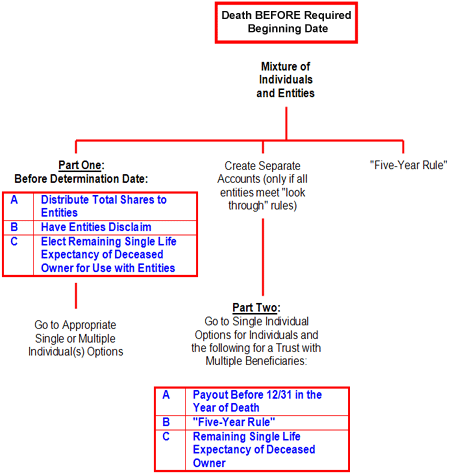 Death BEFORE Required
Beginning Date
Mixture of
Individuals
and Entities
Part One:
Before Determination Date:
A Distribute Total Shares to
Entities
B Have Entities Disclaim
C Elect Remaining Single Life
Expectancy of Deceased
Owner for Use with Entities
Go to Appropriate
Single or Multiple
Individual(s) Options
Create Separate
Accounts (only if all
entities meet "look
through" rules)
"Five-Year Rule"
Part Two:
Go to Single Individual
Options for Individuals and
the following for a Trust with
Multiple Beneficiaries:
A Payout Before 12/31 in the
Year of Death
B "Five-Year Rule"
C Remaining Single Life
Expectancy of Deceased
Owner